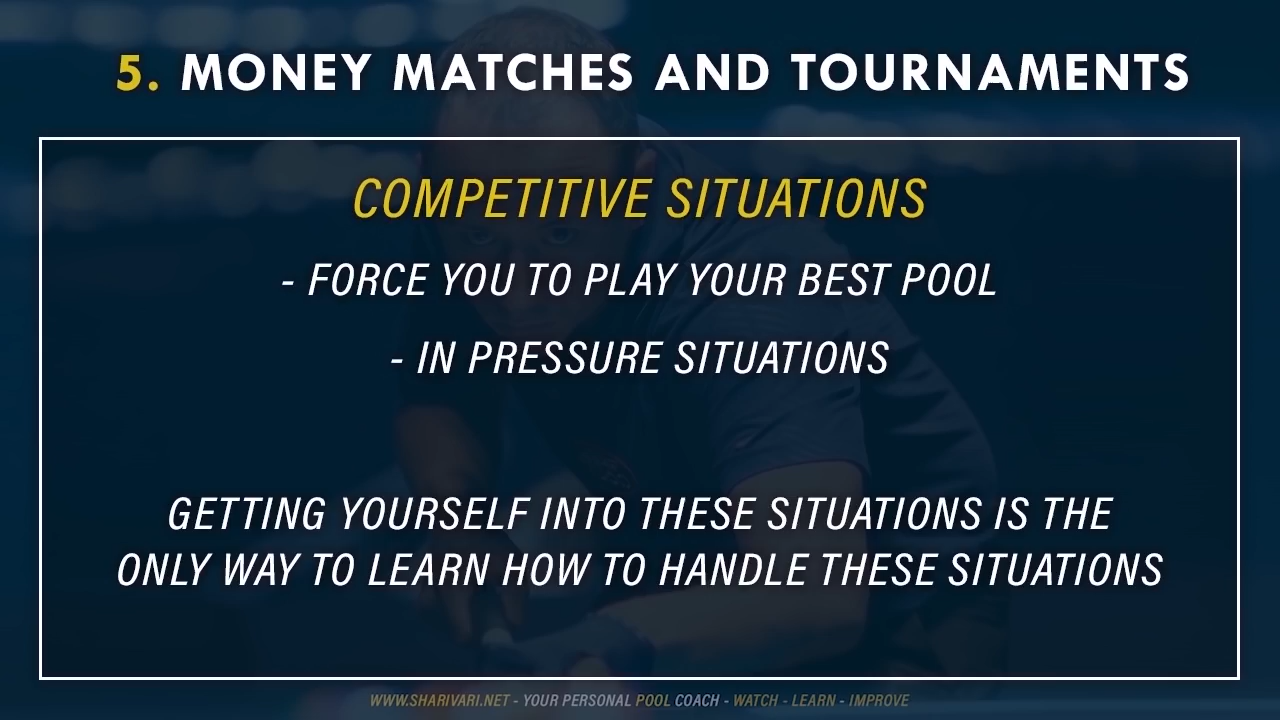 5. MONEY MATCHES AND TOURNAMENTS
COMPETITIVE SITUATIONS
- FORCE YOU TO PLAY YOUR BEST POOL
- IN PRESSURE SITUATIONS
GETTING YOURSELF INTO THESE SITUATIONS IS THE
ONLY WAY TO LEARN HOW TO HANDLE THESE SITUATIONS
WWW.SHARIVARI.NET - YOUR PERSONAL POOL COACH - WATCH - LEARN - IMPROVE